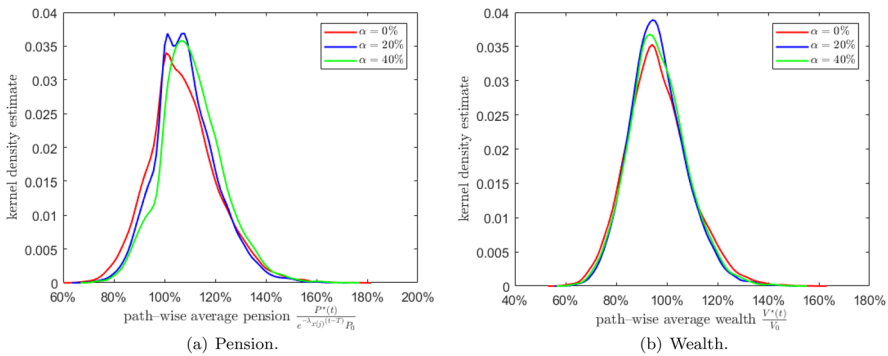 0.04
0.035
0.03
0.025
0.02
0.015
0.01
0.005
0
kernel density estimate
α = 0%
α = 20%
α = 40%
60% 80% 100% 120% 140% 160% 180% 200%
path–wise average pension P*(t) / e^{-λ_{x(j)}(t-T)} P_0
(a) Pension.
0.04
0.035
0.03
0.025
0.02
0.015
0.01
0.005
0
kernel density estimate
α = 0%
α = 20%
α = 40%
40% 60% 80% 100% 120% 140% 160% 180%
path–wise average wealth V*(t) / V_0
(b) Wealth.